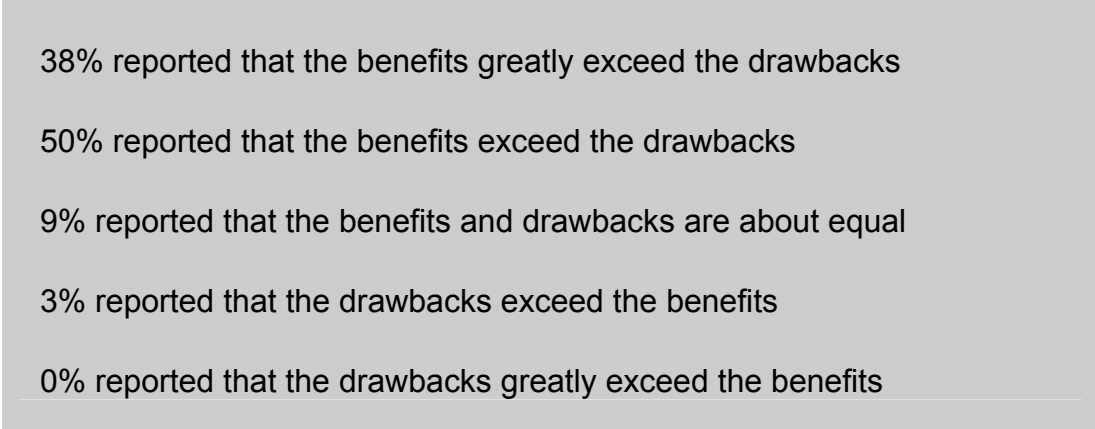 38% reported that the benefits greatly exceed the drawbacks
50% reported that the benefits exceed the drawbacks
9% reported that the benefits and drawbacks are about equal
3% reported that the drawbacks exceed the benefits
0% reported that the drawbacks greatly exceed the benefits